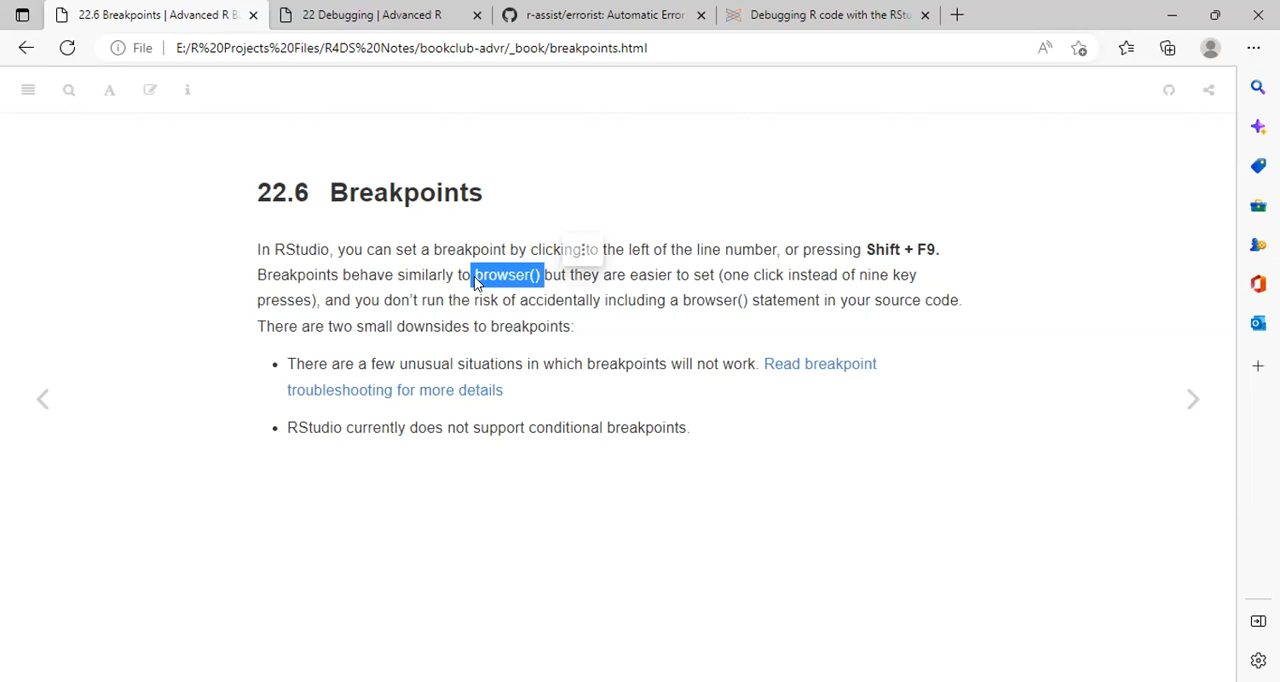 22.6 Breakpoints | Advanced R B
22 Debugging | Advanced R
r-assist/errorist: Automatic Error
Debugging R code with the RStu
File
E:/R%20Projects%20Files/R4DS%20Notes/bookclub-advr/_book/breakpoints.html
22.6 Breakpoints
In RStudio, you can set a breakpoint by clicking to the left of the line number, or pressing Shift + F9.
Breakpoints behave similarly to browser() but they are easier to set (one click instead of nine key
presses), and you don’t run the risk of accidentally including a browser() statement in your source code.
There are two small downsides to breakpoints:
• There are a few unusual situations in which breakpoints will not work. Read breakpoint
troubleshooting for more details
• RStudio currently does not support conditional breakpoints.